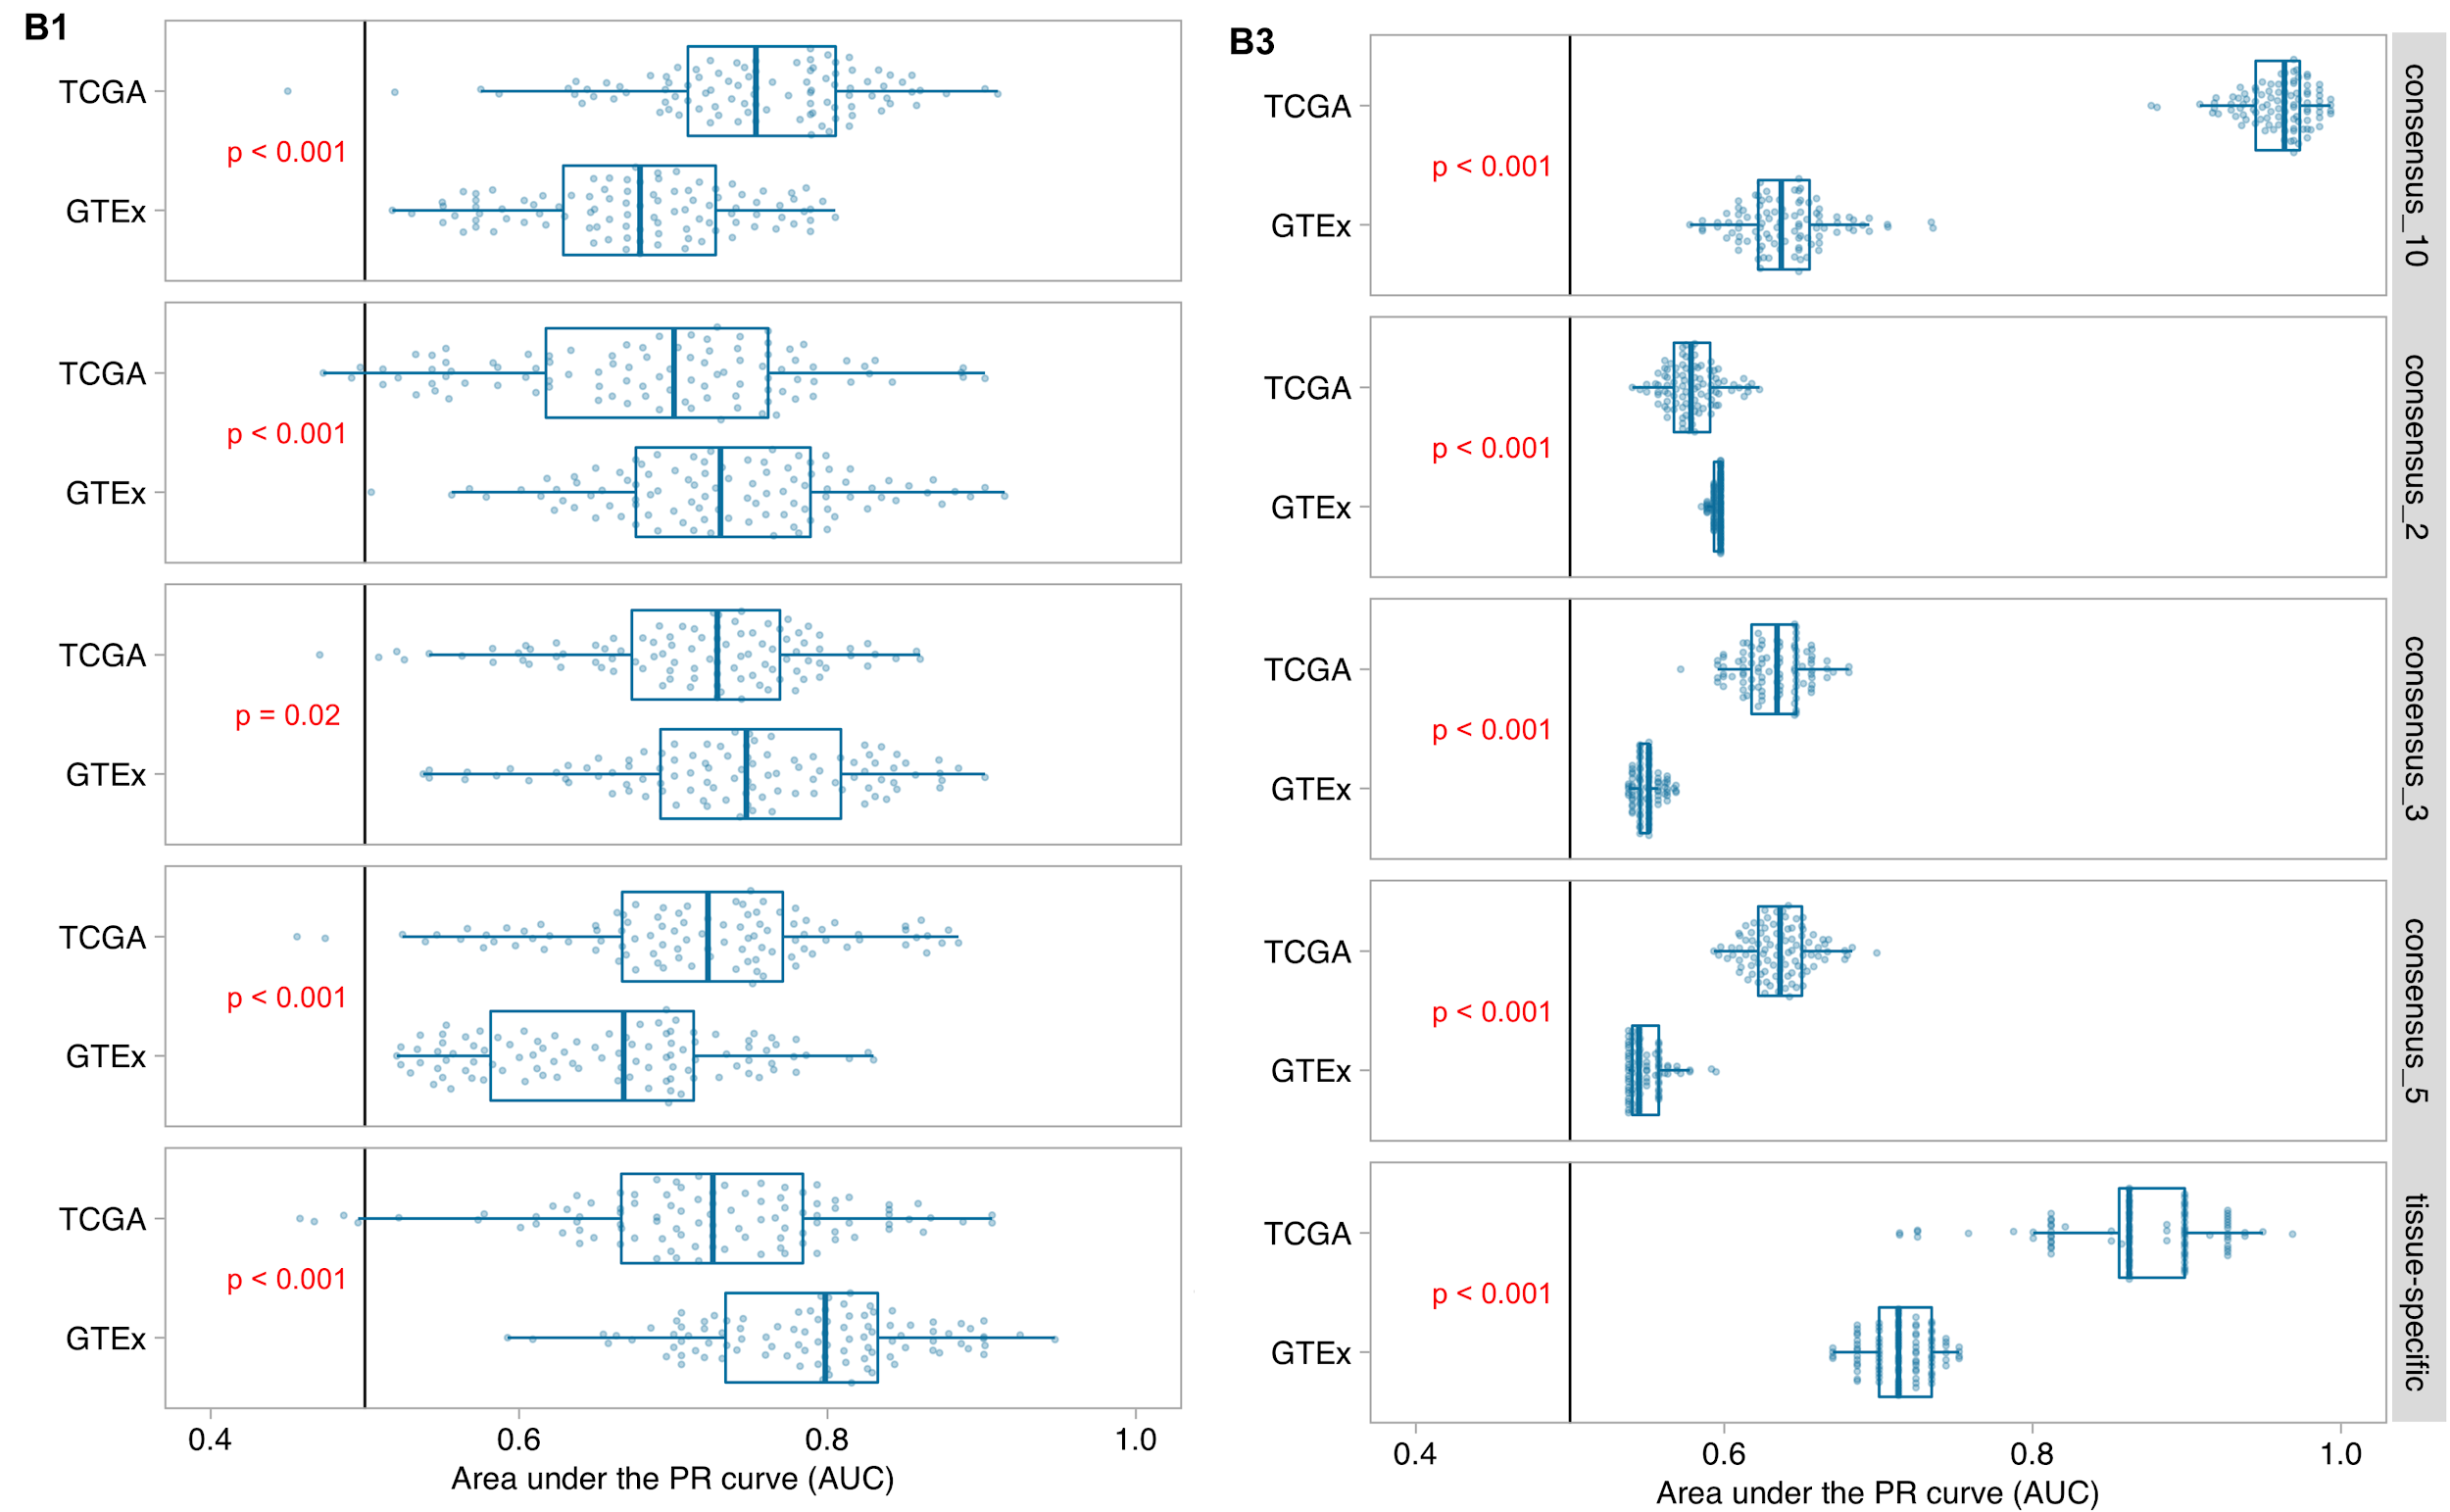 B1
TCGA
p < 0.001
GTEx
TCGA
p < 0.001
GTEx
TCGA
p = 0.02
GTEx
TCGA
p < 0.001
GTEx
TCGA
p < 0.001
GTEx
0.4 0.6 0.8 1.0
Area under the PR curve (AUC)
B3
TCGA
p < 0.001
GTEx
consensus_10
TCGA
p < 0.001
GTEx
consensus_2
TCGA
p < 0.001
GTEx
consensus_3
TCGA
p < 0.001
GTEx
consensus_5
TCGA
p < 0.001
GTEx
tissue-specific
0.4 0.6 0.8 1.0
Area under the PR curve (AUC)